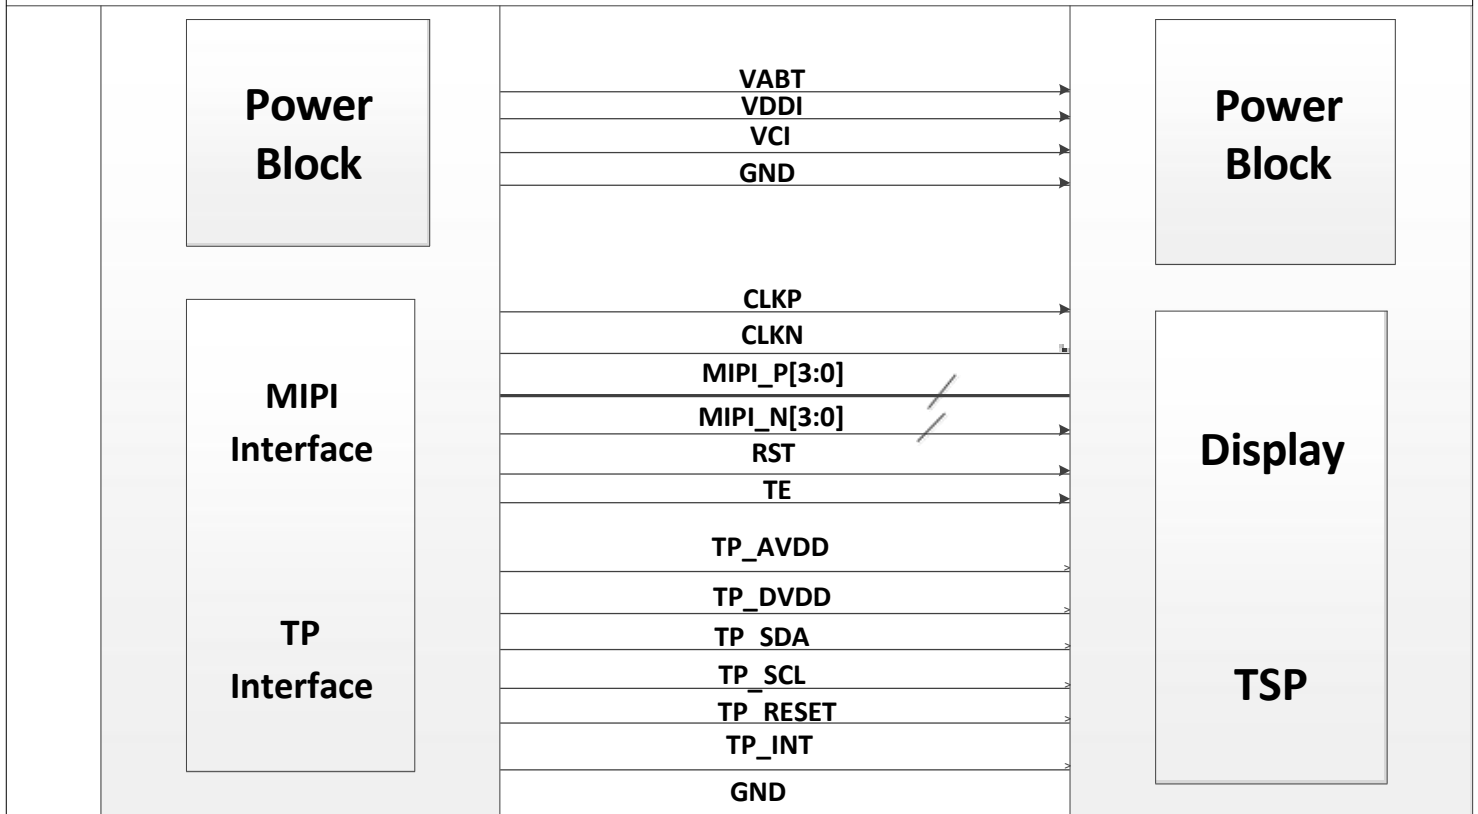 Power
Block
VABT
VDDI
VCI
GND
Power
Block
MIPI
Interface
TP
Interface
CLKP
CLKN
MIPI_P[3:0]
MIPI_N[3:0]
RST
TE
TP_AVDD
TP_DVDD
TP_SDA
TP_SCL
TP_RESET
TP_INT
GND
Display
TSP